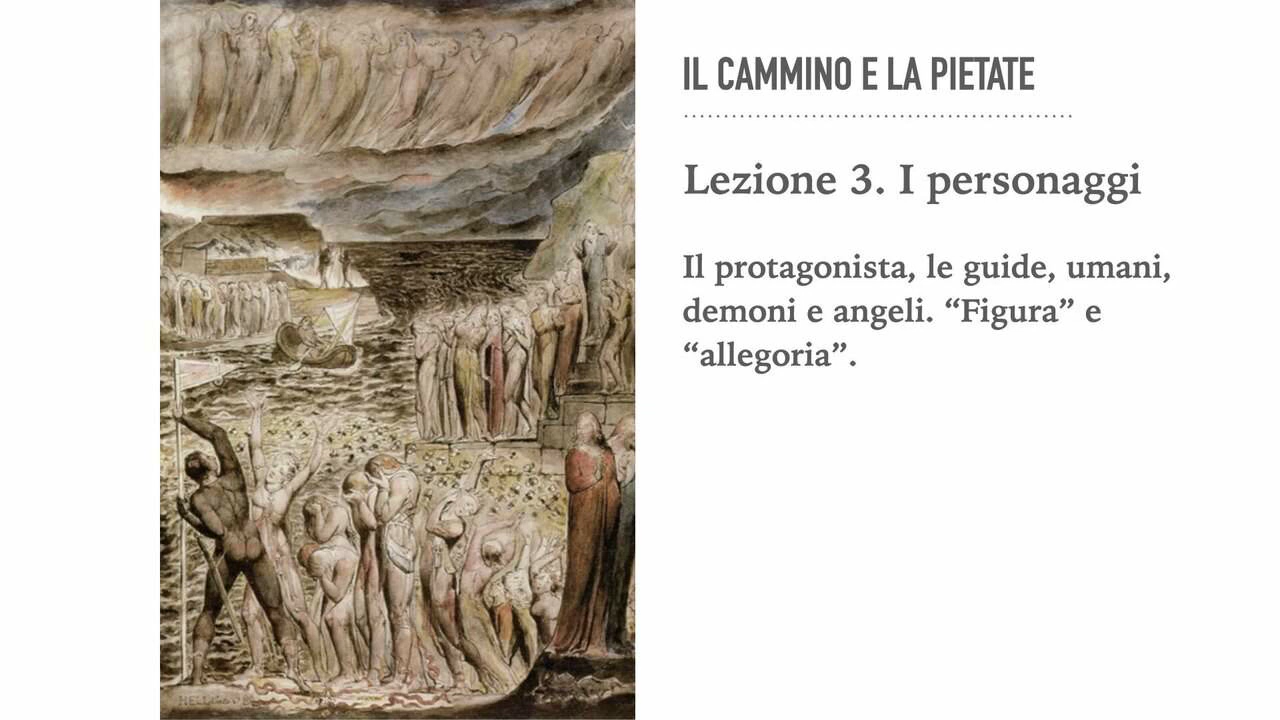 IL CAMMINO E LA PIETATE
Lezione 3. I personaggi
Il protagonista, le guide, umani,
demoni e angeli. “Figura” e
“allegoria”.